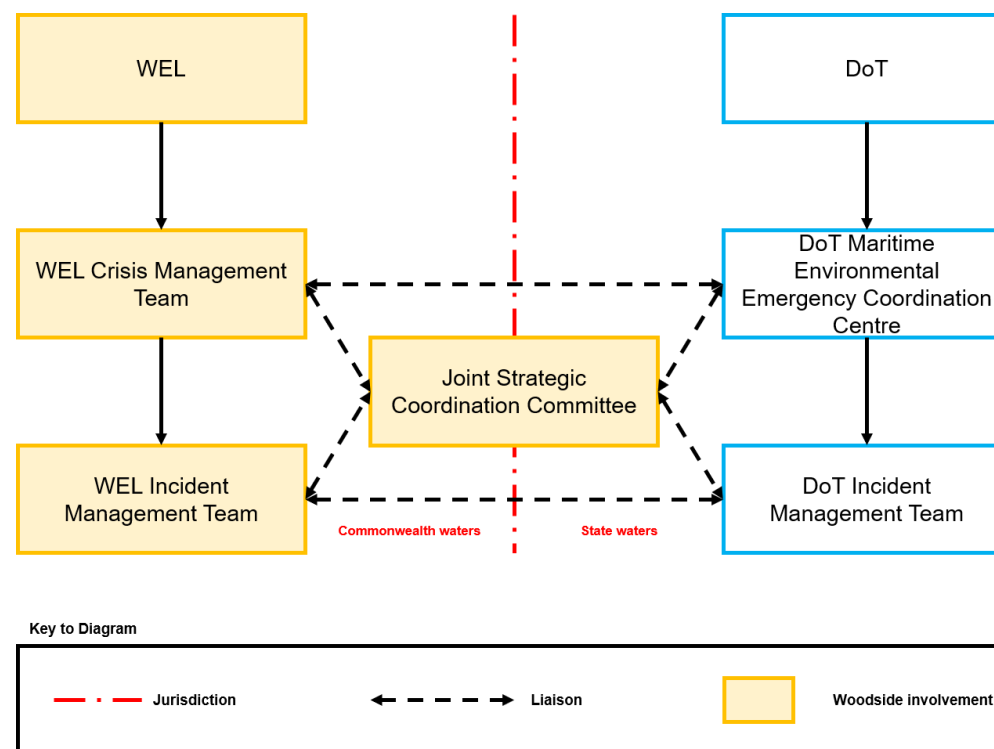 WEL
DoT
WEL Crisis Management
Team
DoT Maritime
Environmental
Emergency Coordination
Centre
Joint Strategic
Coordination Committee
WEL Incident
Management Team
DoT Incident
Management Team
Commonwealth waters
State waters
Key to Diagram
Jurisdiction
Liaison
Woodside involvement